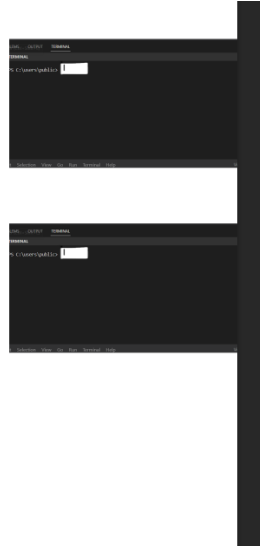 OUTPUT TERMINAL
TERMINAL
PS C:\users\public>
Selection View Go Run Terminal Help
OUTPUT TERMINAL
TERMINAL
PS C:\users\public>
Selection View Go Run Terminal Help